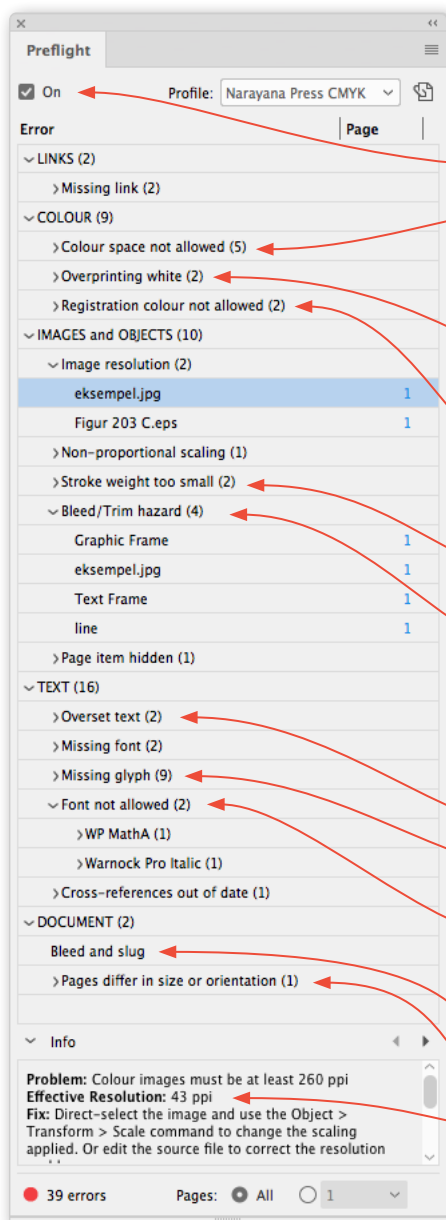 Preflight
On Profile: Narayana Press CMYK
Error Page
LINKS (2)
Missing link (2)
COLOUR (9)
Colour space not allowed (5)
Overprinting white (2)
Registration colour not allowed (2)
IMAGES and OBJECTS (10)
Image resolution (2)
eksempel.jpg 1
Figur 203 C.eps 1
Non-proportional scaling (1)
Stroke weight too small (2)
Bleed/Trim hazard (4)
Graphic Frame 1
eksempel.jpg 1
Text Frame 1
line 1
Page item hidden (1)
TEXT (16)
Overset text (2)
Missing font (2)
Missing glyph (9)
Font not allowed (2)
WP MathA (1)
Warnock Pro Italic (1)
Cross-references out of date (1)
DOCUMENT (2)
Bleed and slug
Pages differ in size or orientation (1)
Info
Problem: Colour images must be at least 260 ppi
Effective Resolution: 43 ppi
Fix: Direct-select the image and use the Object >
Transform > Scale command to change the scaling
applied. Or edit the source file to correct the resolution
39 errors Pages: All 1